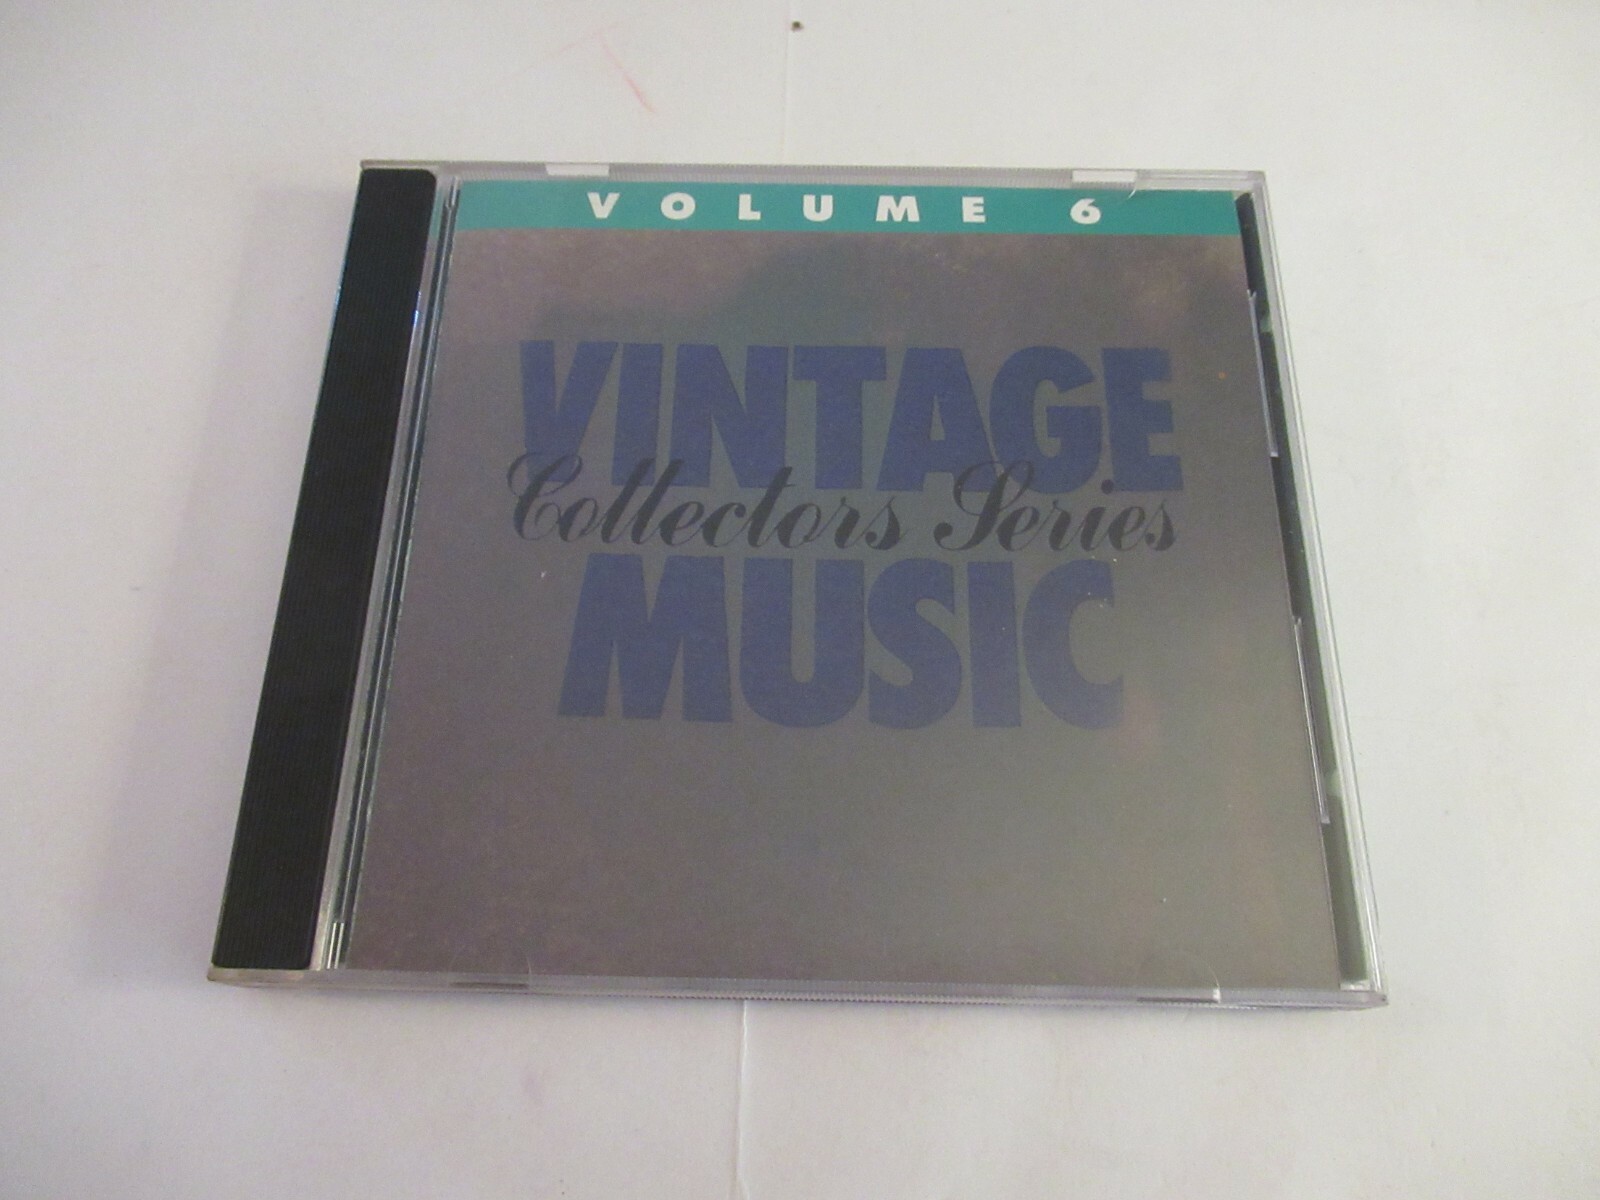 VOLUME 6
VINTAGE
Collectors Series
MUSIC